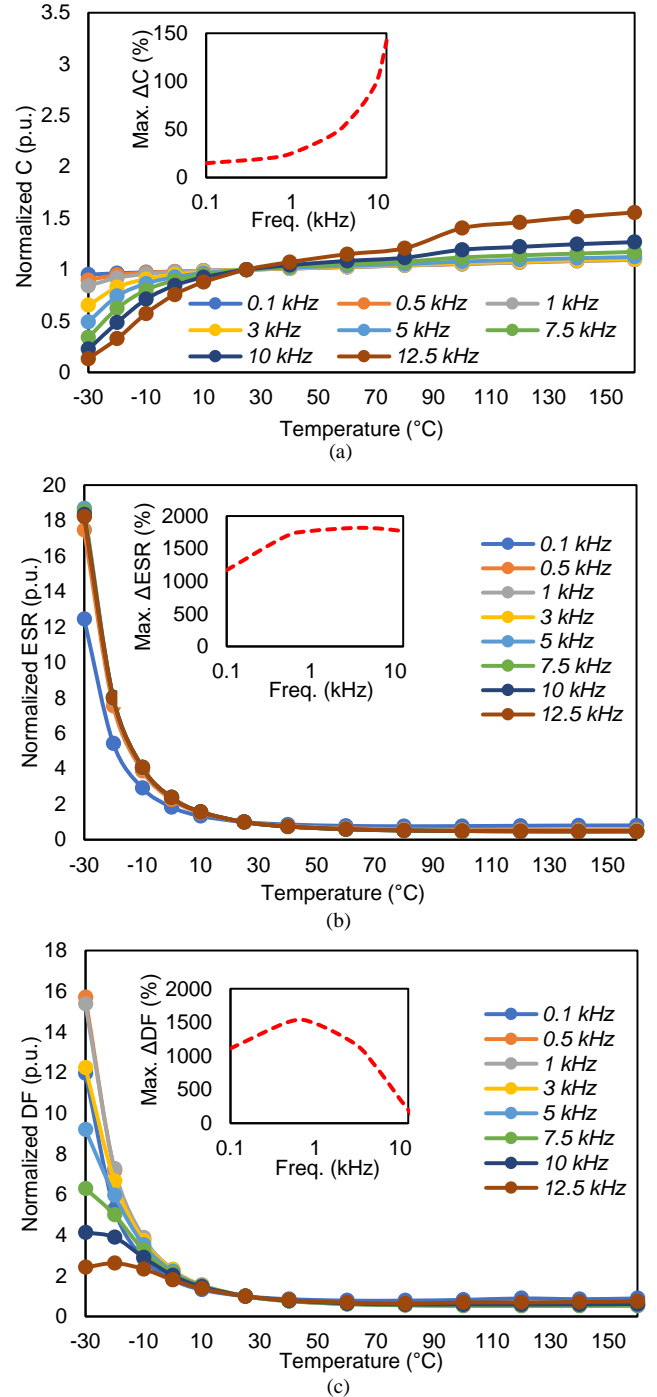 3.5
3
2.5
2
1.5
1
0.5
0
Normalized C (p.u.)
150
100
50
0
Max. ΔC (%)
0.1 1 10
Freq. (kHz)
0.1 kHz 0.5 kHz 1 kHz
3 kHz 5 kHz 7.5 kHz
10 kHz 12.5 kHz
-30 -10 10 30 50 70 90 110 130 150
Temperature (°C)
(a)
20
18
16
14
12
10
8
6
4
2
0
Normalized ESR (p.u.)
2000
1500
1000
500
0
Max. ΔESR (%)
0.1 1 10
Freq. (kHz)
0.1 kHz
0.5 kHz
1 kHz
3 kHz
5 kHz
7.5 kHz
10 kHz
12.5 kHz
-30 -10 10 30 50 70 90 110 130 150
Temperature (°C)
(b)
18
16
14
12
10
8
6
4
2
0
Normalized DF (p.u.)
2000
1500
1000
500
0
Max. ΔDF (%)
0.1 1 10
Freq. (kHz)
0.1 kHz
0.5 kHz
1 kHz
3 kHz
5 kHz
7.5 kHz
10 kHz
12.5 kHz
-30 -10 10 30 50 70 90 110 130 150
Temperature (°C)
(c)